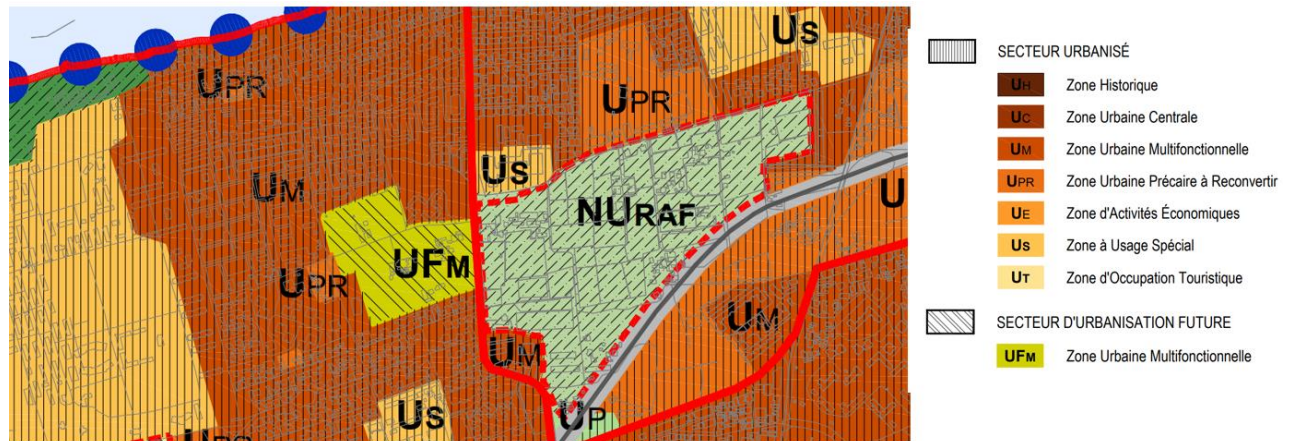 US
UPR
UPR
US
UM
NURAF
U
UFM
UPR
UM
UM
US
UP
SECTEUR URBANISÉ
UH Zone Historique
UC Zone Urbaine Centrale
UM Zone Urbaine Multifonctionnelle
UPR Zone Urbaine Précaire à Reconvertir
UE Zone d'Activités Économiques
US Zone à Usage Spécial
UT Zone d'Occupation Touristique
SECTEUR D'URBANISATION FUTURE
UFM Zone Urbaine Multifonctionnelle